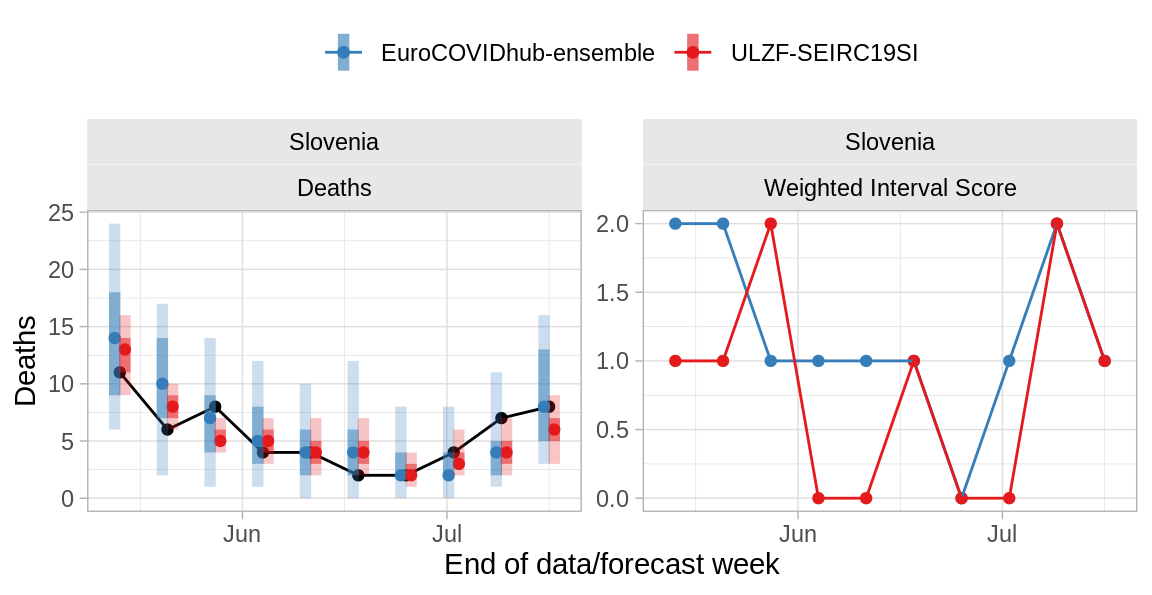 EuroCOVIDhub-ensemble ULZF-SEIRC19SI
Slovenia
Deaths
25
20
15
10
5
0
Deaths
Jun Jul
Slovenia
Weighted Interval Score
2.0
1.5
1.0
0.5
0.0
Jun Jul
End of data/forecast week